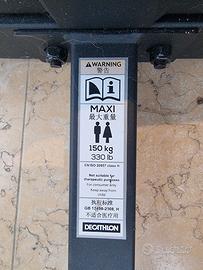 ⚠WARNING
警告
MAXI
最大重量
150 kg
330 lb
EN ISO 20957 class H
Not suitable for
therapeutic purposes
For consumer only
Keep away from
child
执行标准
GB 17498-2008, H
不适合医疗用
DECATHLON
Subito.it